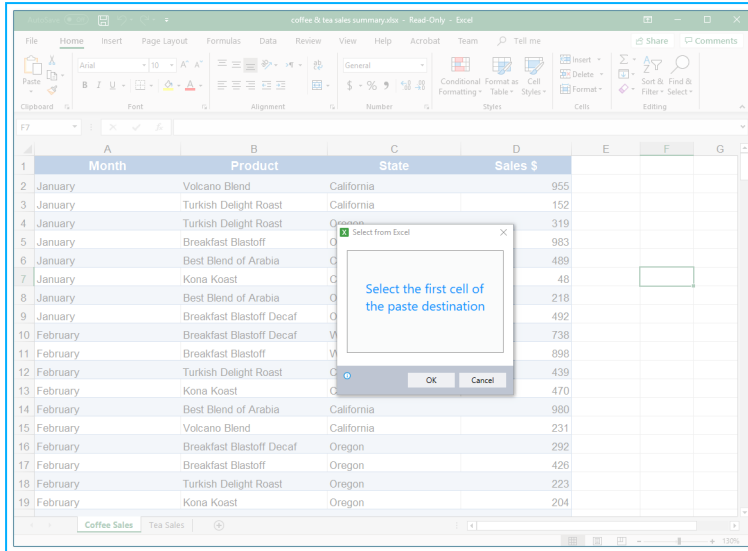 coffee & tea sales summary.xlsx - Read-Only - Excel
File Home Insert Page Layout Formulas Data Review View Help Acrobat Team Tell me Share Comments
Paste
Arial 10
General
Conditional Formatting
Format as Table
Cell Styles
Insert
Delete
Format
Sort & Filter
Find & Select
Clipboard Font Alignment Number Styles Cells Editing
F7
A B C D E F G
1 Month Product State Sales $
2 January Volcano Blend California 955
3 January Turkish Delight Roast California 152
4 January Turkish Delight Roast Oregon 319
5 January Breakfast Blastoff O 983
6 January Best Blend of Arabia C 489
7 January Kona Koast C 48
8 January Best Blend of Arabia O 218
9 January Breakfast Blastoff Decaf O 492
10 February Breakfast Blastoff Decaf W 738
11 February Breakfast Blastoff W 898
12 February Turkish Delight Roast C 439
13 February Kona Koast C 470
14 February Best Blend of Arabia California 980
15 February Volcano Blend California 231
16 February Breakfast Blastoff Decaf Oregon 292
17 February Breakfast Blastoff Oregon 426
18 February Turkish Delight Roast Oregon 223
19 February Kona Koast Oregon 204
Select from Excel
Select the first cell of
the paste destination
OK Cancel
Coffee Sales Tea Sales
130%